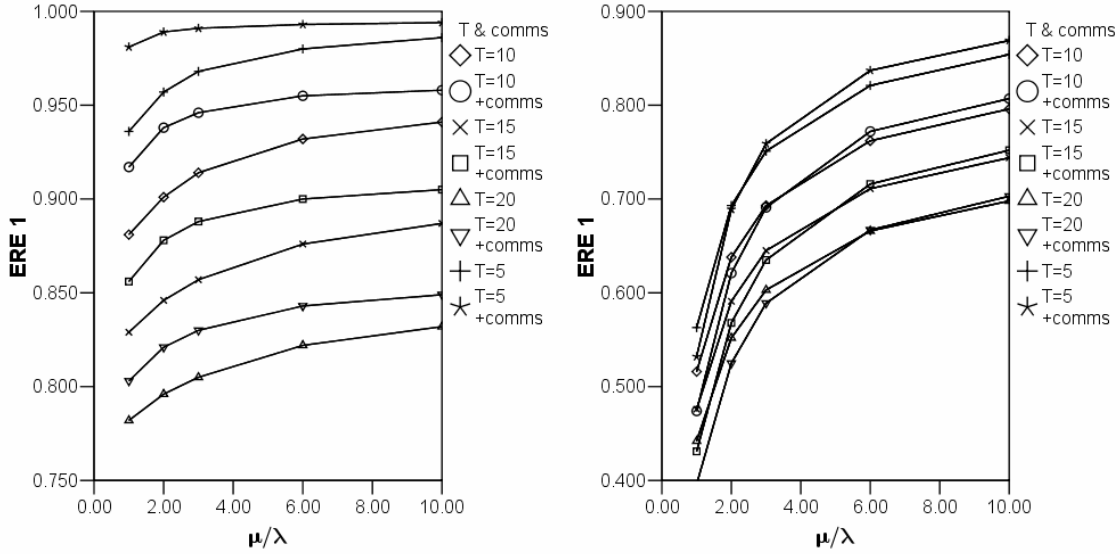 1.000
0.950
0.900
0.850
0.800
0.750
ERE 1
0.00 2.00 4.00 6.00 8.00 10.00
μ/λ
T & comms
T=10
T=10
+comms
T=15
T=15
+comms
T=20
T=20
+comms
T=5
T=5
+comms
0.900
0.800
0.700
0.600
0.500
0.400
ERE 1
0.00 2.00 4.00 6.00 8.00 10.00
μ/λ
T & comms
T=10
T=10
+comms
T=15
T=15
+comms
T=20
T=20
+comms
T=5
T=5
+comms